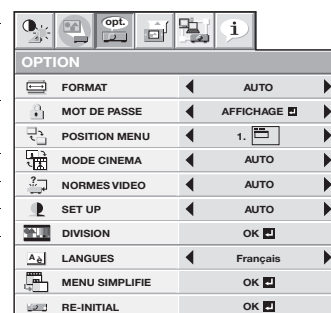 opt.
i
OPTION
FORMAT AUTO
MOT DE PASSE AFFICHAGE
POSITION MENU 1.
MODE CINEMA AUTO
NORMES VIDEO AUTO
SET UP AUTO
DIVISION OK
LANGUES Français
MENU SIMPLIFIE OK
RE-INITIAL OK